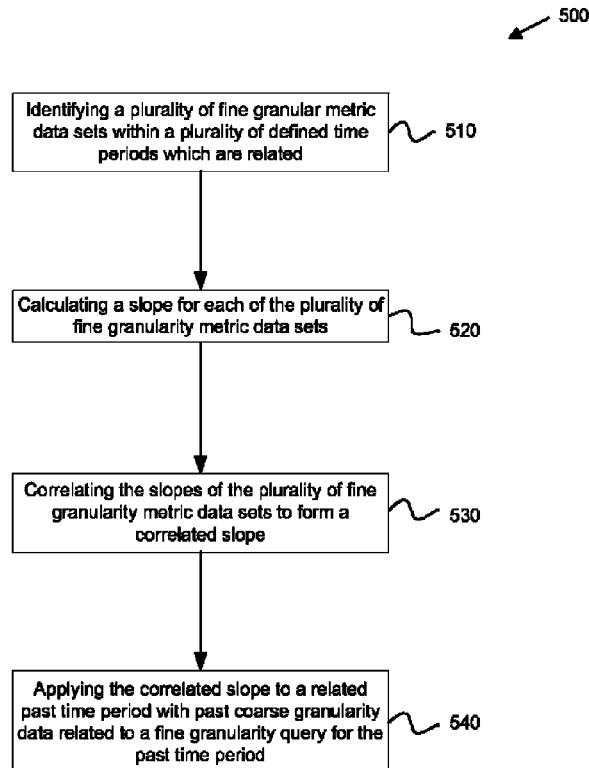 500
Identifying a plurality of fine granular metric
data sets within a plurality of defined time
periods which are related
510
Calculating a slope for each of the plurality of
fine granularity metric data sets
520
Correlating the slopes of the plurality of fine
granularity metric data sets to form a
correlated slope
530
Applying the correlated slope to a related
past time period with past coarse granularity
data related to a fine granularity query for the
past time period
540